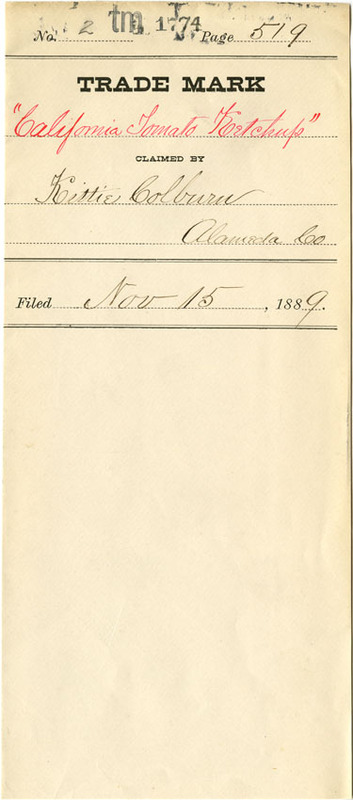 No. 2 tm 1774 Page 519
TRADE MARK
"California Tomato Ketchup"
CLAIMED BY
Kittie Colburn
Alameda Co
Filed Nov 15, 1889.